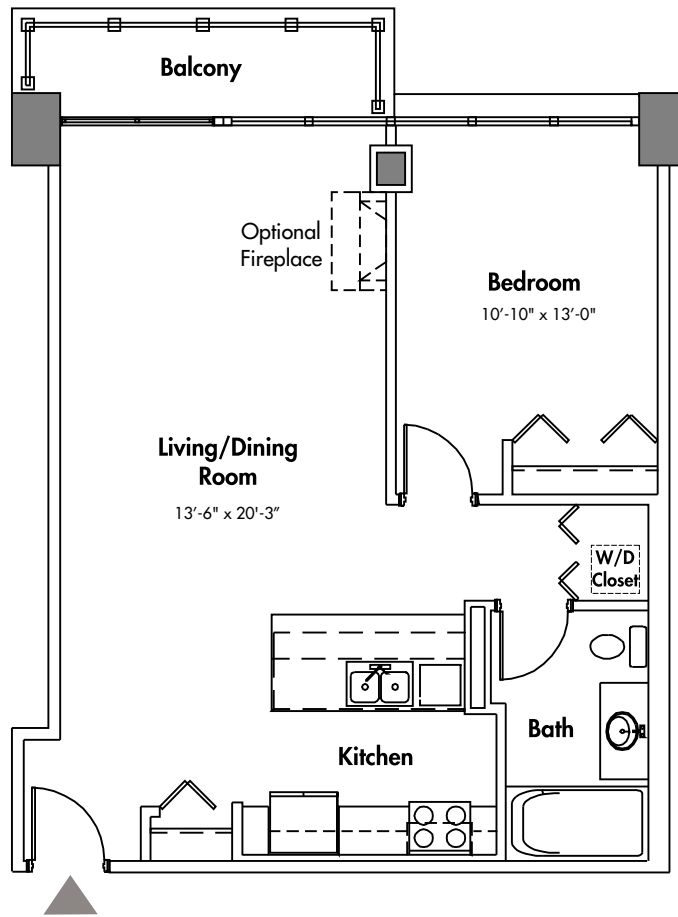 Balcony
Optional
Fireplace
Bedroom
10’-10" x 13’-0"
Living/Dining
Room
13’-6" x 20'-3”
W/D
Closet
Bath
Kitchen